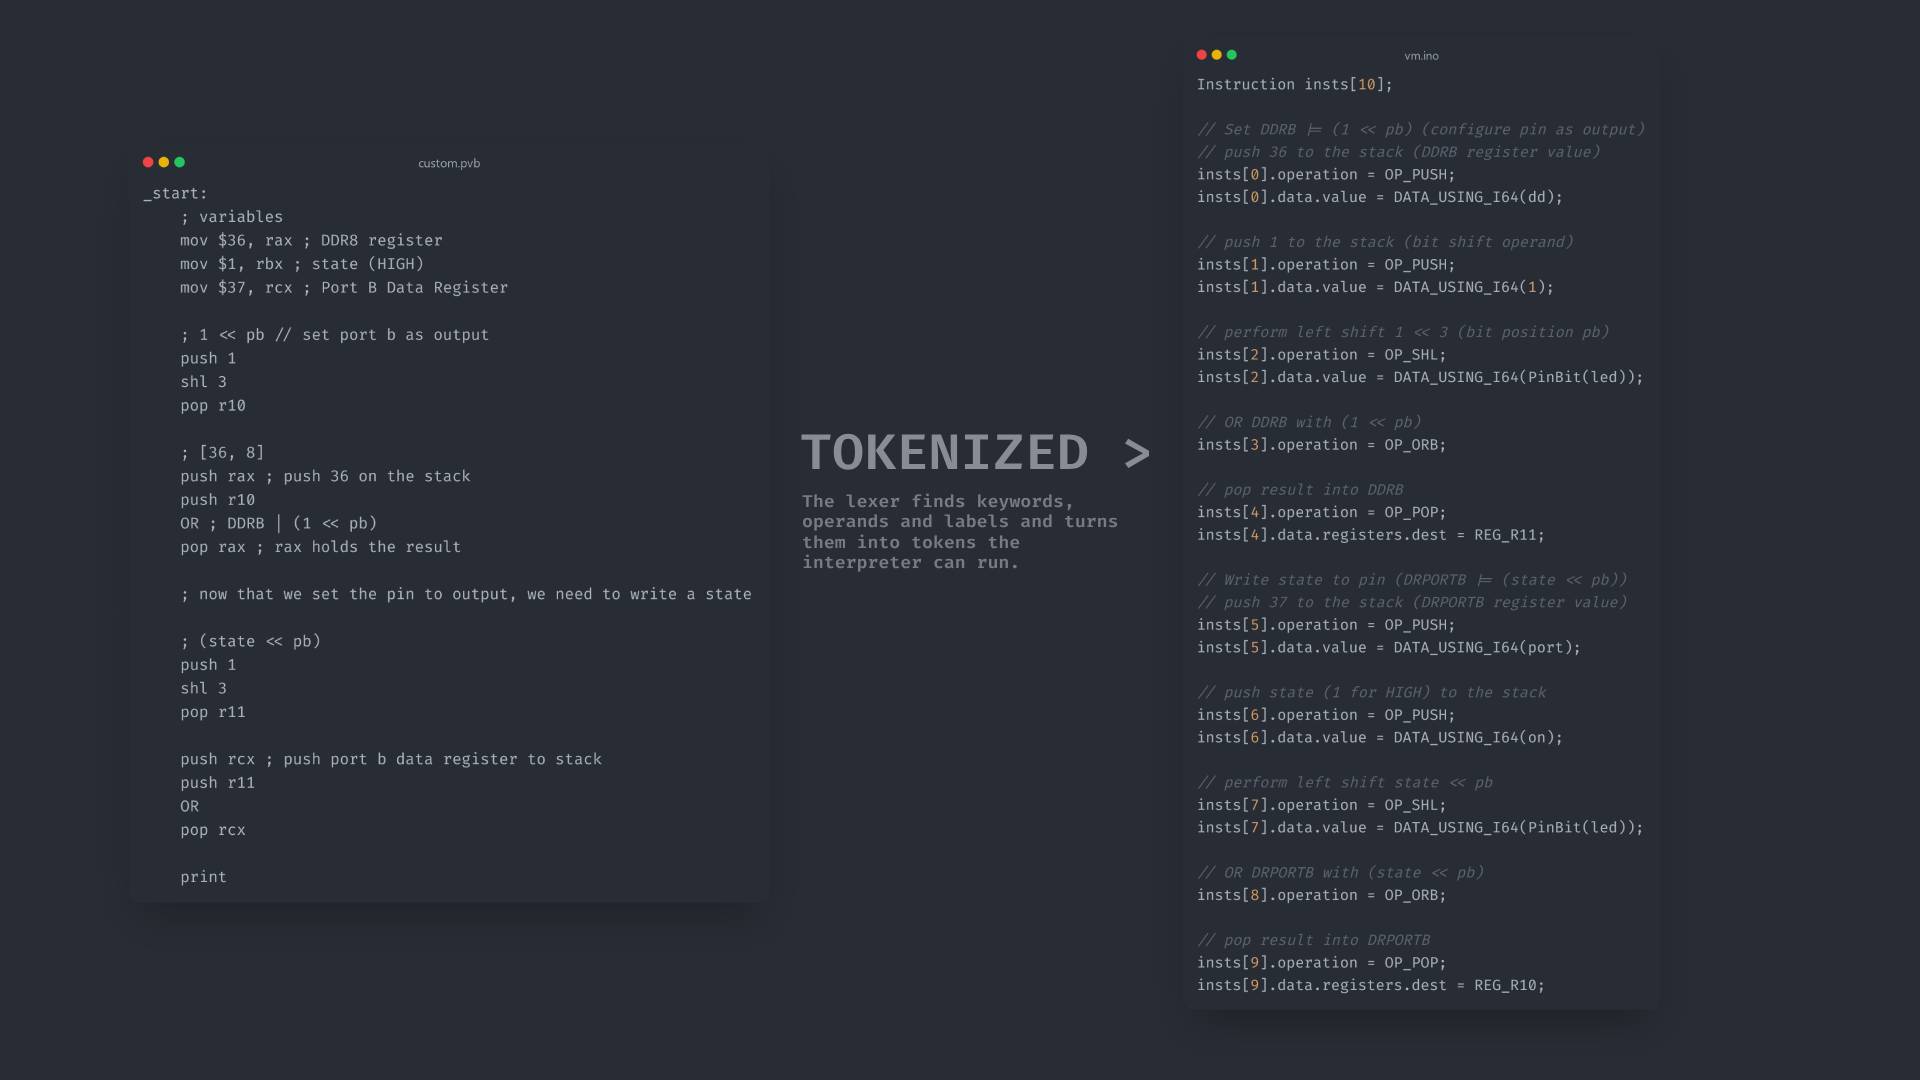 custom.pvb
_start:
    ; variables
    mov $36, rax ; DDR8 register
    mov $1, rbx ; state (HIGH)
    mov $37, rcx ; Port B Data Register

    ; 1 << pb // set port b as output
    push 1
    shl 3
    pop r10

    ; [36, 8]
    push rax ; push 36 on the stack
    push r10
    OR ; DDRB | (1 << pb)
    pop rax ; rax holds the result

    ; now that we set the pin to output, we need to write a state

    ; (state << pb)
    push 1
    shl 3
    pop r11

    push rcx ; push port b data register to stack
    push r11
    OR
    pop rcx

    print

TOKENIZED >
The lexer finds keywords,
operands and labels and turns
them into tokens the
interpreter can run.

vm.ino
Instruction insts[10];

// Set DDRB |= (1 << pb) (configure pin as output)
// push 36 to the stack (DDRB register value)
insts[0].operation = OP_PUSH;
insts[0].data.value = DATA_USING_I64(dd);

// push 1 to the stack (bit shift operand)
insts[1].operation = OP_PUSH;
insts[1].data.value = DATA_USING_I64(1);

// perform left shift 1 << 3 (bit position pb)
insts[2].operation = OP_SHL;
insts[2].data.value = DATA_USING_I64(PinBit(led));

// OR DDRB with (1 << pb)
insts[3].operation = OP_ORB;

// pop result into DDRB
insts[4].operation = OP_POP;
insts[4].data.registers.dest = REG_R11;

// Write state to pin (DRPORTB |= (state << pb))
// push 37 to the stack (DRPORTB register value)
insts[5].operation = OP_PUSH;
insts[5].data.value = DATA_USING_I64(port);

// push state (1 for HIGH) to the stack
insts[6].operation = OP_PUSH;
insts[6].data.value = DATA_USING_I64(on);

// perform left shift state << pb
insts[7].operation = OP_SHL;
insts[7].data.value = DATA_USING_I64(PinBit(led));

// OR DRPORTB with (state << pb)
insts[8].operation = OP_ORB;

// pop result into DRPORTB
insts[9].operation = OP_POP;
insts[9].data.registers.dest = REG_R10;